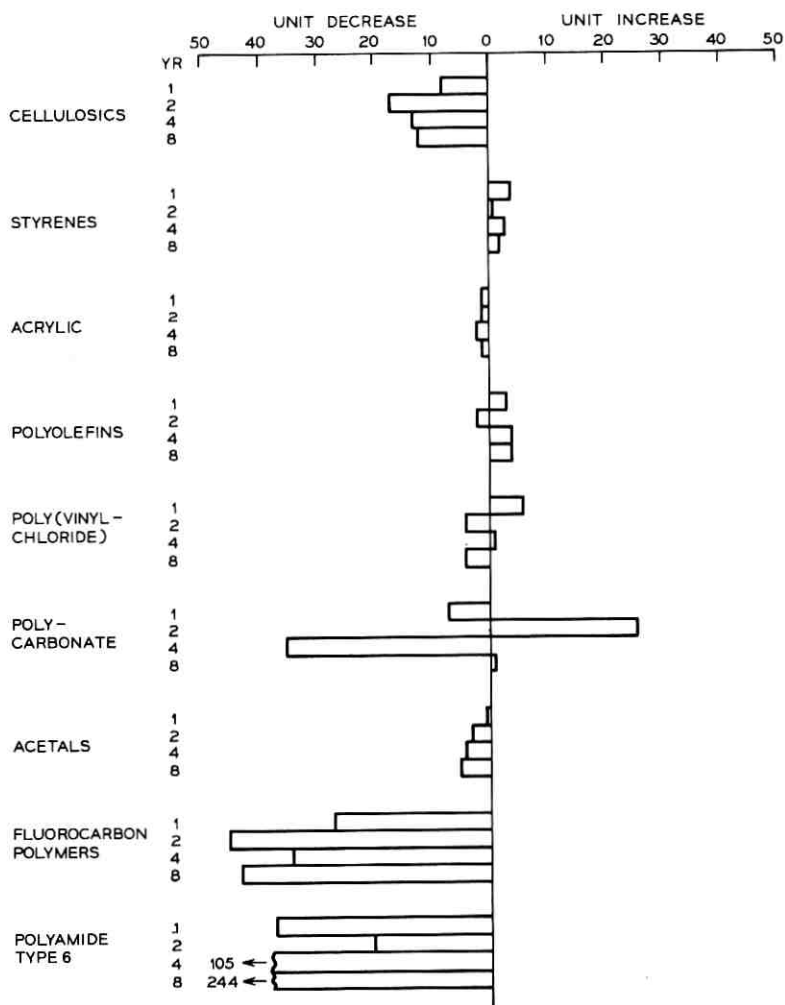 UNIT DECREASE UNIT INCREASE
50 40 30 20 10 0 10 20 30 40 50
YR
CELLULOSICS
1
2
4
8
STYRENES
1
2
4
8
ACRYLIC
1
2
4
8
POLYOLEFINS
1
2
4
8
POLY(VINYL-
CHLORIDE)
1
2
4
8
POLY-
CARBONATE
1
2
4
8
ACETALS
1
2
4
8
FLUOROCARBON
POLYMERS
1
2
4
8
POLYAMIDE
TYPE 6
1
2
4 105 ←
8 244 ←